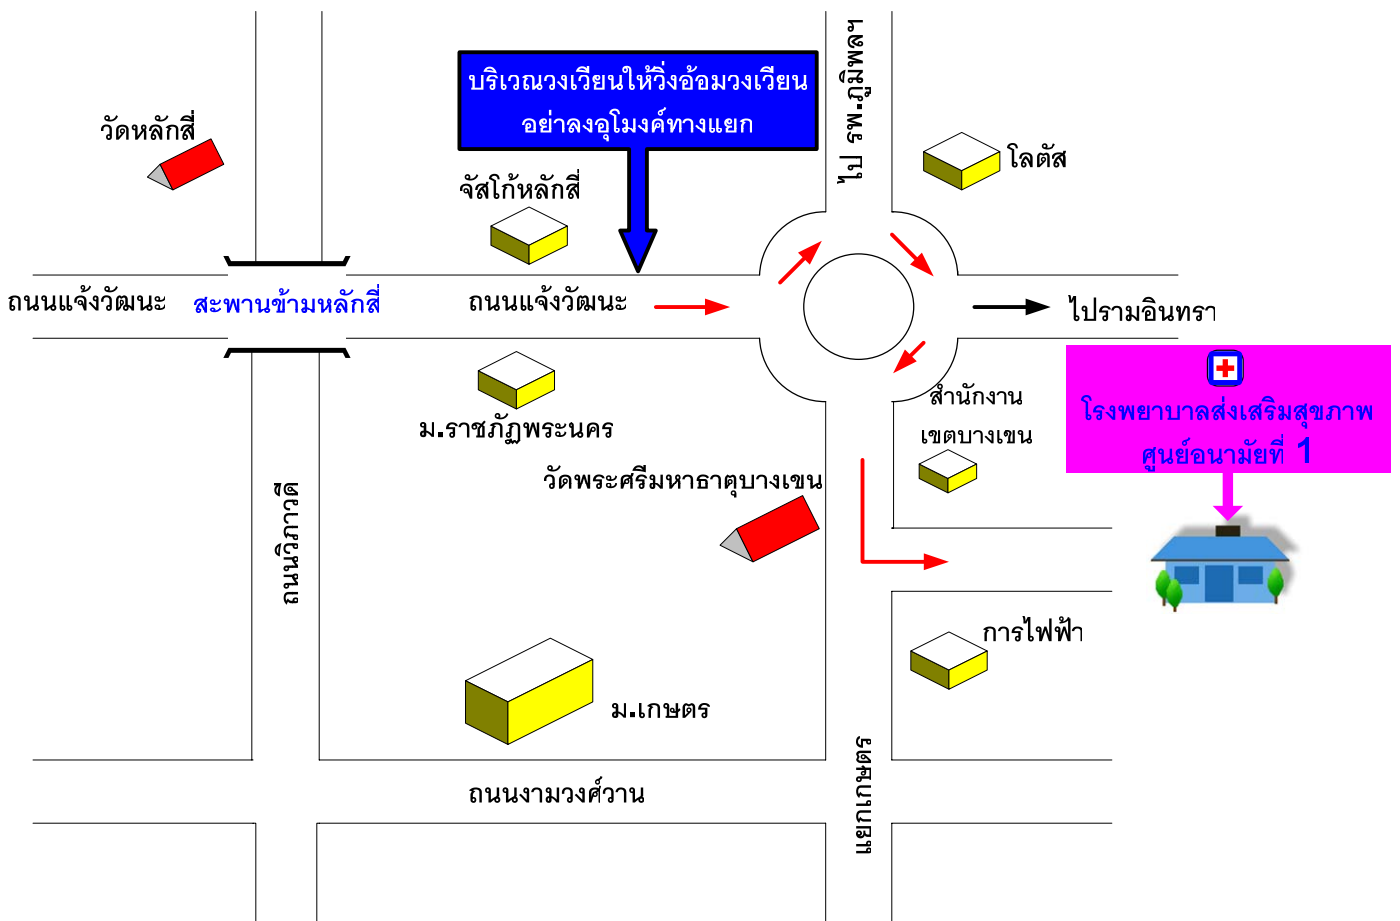 บริเวณวงเวียนให้วิ่งอ้อมวงเวียน
อย่าลงอุโมงค์ทางแยก
ไป รพ.ภูมิพลฯ
วัดหลักสี่
โลตัส
จัสโก้หลักสี่
ถนนแจ้งวัฒนะ
สะพานข้ามหลักสี่
ถนนแจ้งวัฒนะ
ไปรามอินทรา
ม.ราชภัฏพระนคร
สำนักงาน
เขตบางเขน
โรงพยาบาลส่งเสริมสุขภาพ
ศูนย์อนามัยที่ 1
วัดพระศรีมหาธาตุบางเขน
ถนนวิภาวดี
การไฟฟ้า
ม.เกษตร
ถนนงามวงศ์วาน
แยกเกษตร